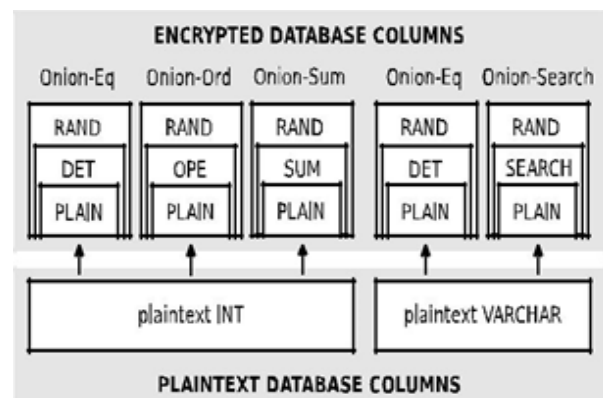 ENCRYPTED DATABASE COLUMNS
Onion-Eq Onion-Ord Onion-Sum Onion-Eq Onion-Search
RAND RAND RAND RAND RAND
DET OPE SUM DET SEARCH
PLAIN PLAIN PLAIN PLAIN PLAIN
plaintext INT plaintext VARCHAR
PLAINTEXT DATABASE COLUMNS